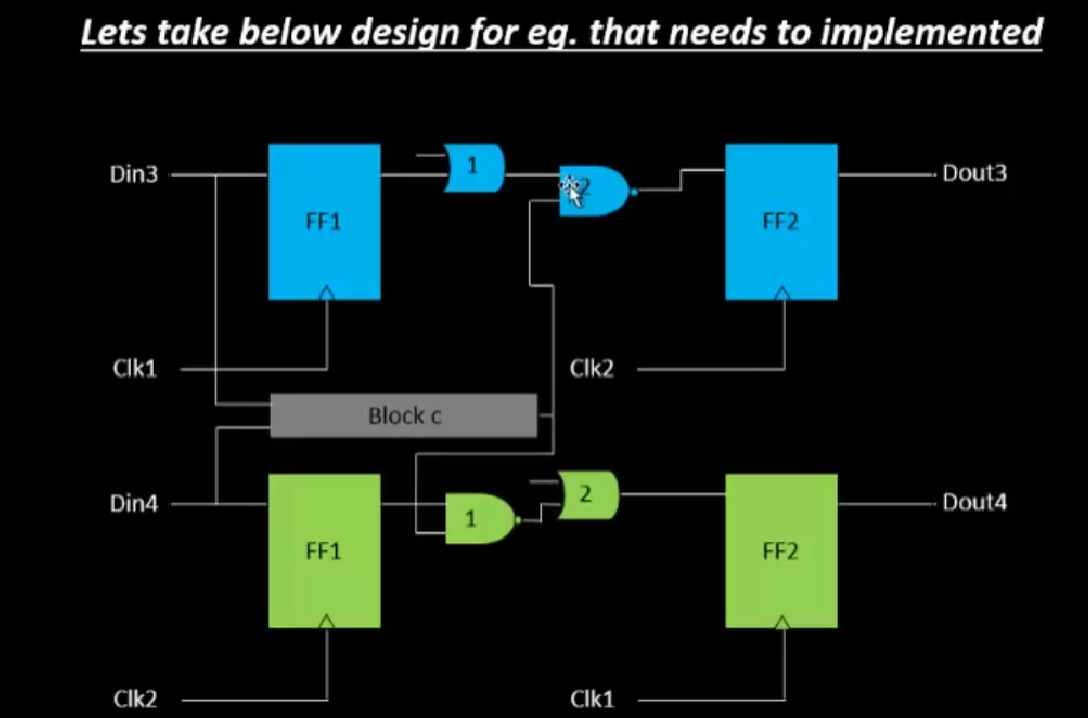 Lets take below design for eg. that needs to implemented
Din3
FF1
1
2
FF2
Dout3
Clk1
Clk2
Block c
Din4
FF1
1
2
FF2
Dout4
Clk2
Clk1